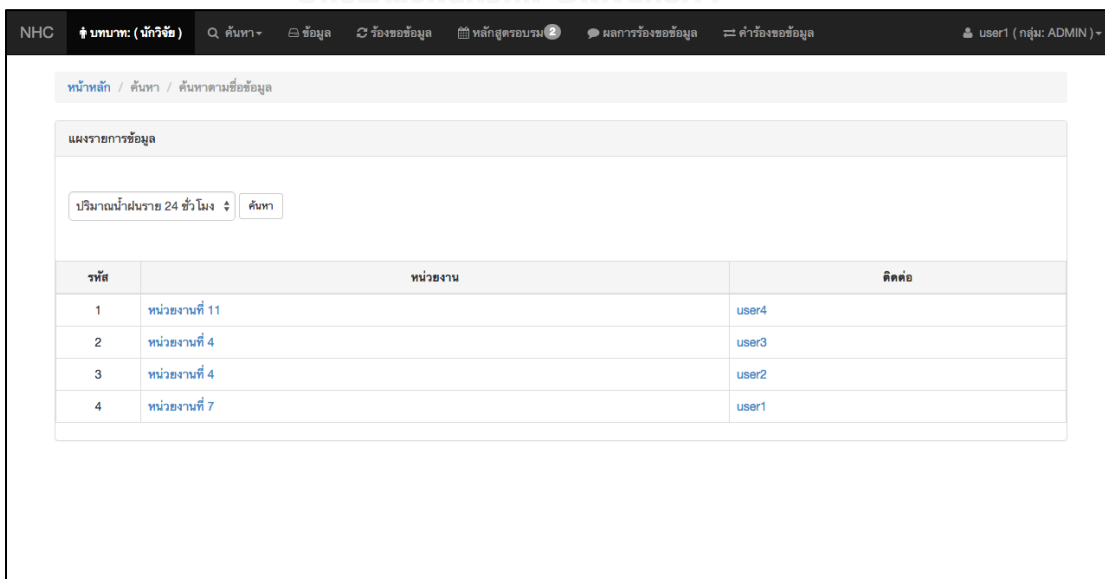 NHC บทบาท: ( นักวิจัย ) ค้นหา ข้อมูล ร้องขอข้อมูล หลักสูตรอบรม 2 ผลการร้องขอข้อมูล คำร้องขอข้อมูล user1 ( กลุ่ม: ADMIN )
หน้าหลัก / ค้นหา / ค้นหาตามชื่อข้อมูล
แผงรายการข้อมูล
ปริมาณน้ำฝนราย 24 ชั่วโมง ค้นหา
รหัส หน่วยงาน ติดต่อ
1 หน่วยงานที่ 11 user4
2 หน่วยงานที่ 4 user3
3 หน่วยงานที่ 4 user2
4 หน่วยงานที่ 7 user1